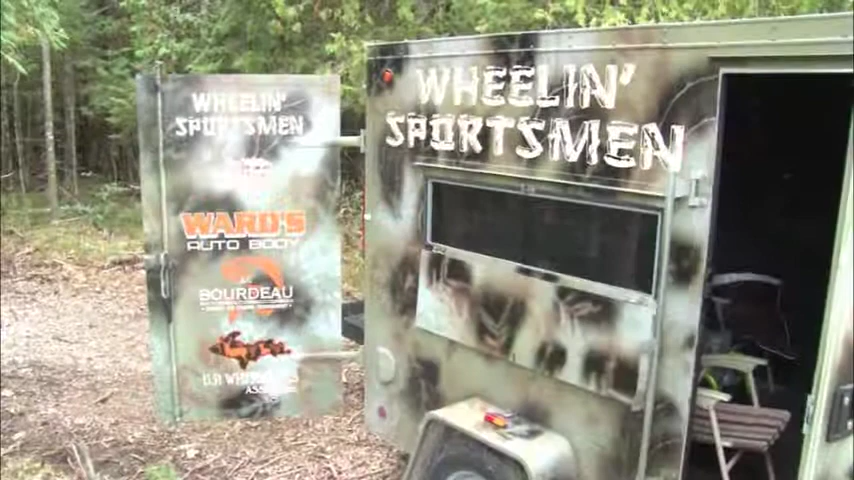 WHEELIN'
SPORTSMEN
WARD'S
AUTO BODY
BOURDEAU
WHEELIN'
SPORTSMEN